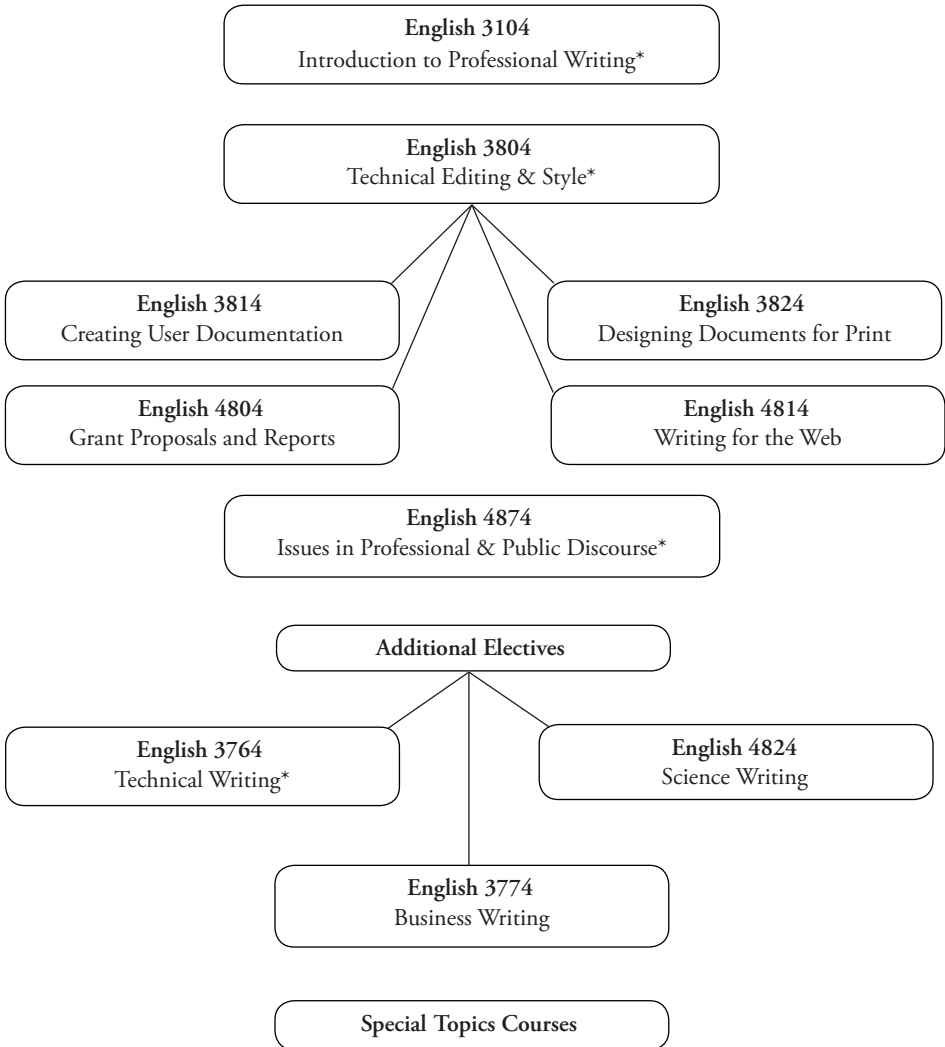 English 3104
Introduction to Professional Writing*
English 3804
Technical Editing & Style*
English 3814
Creating User Documentation
English 3824
Designing Documents for Print
English 4804
Grant Proposals and Reports
English 4814
Writing for the Web
English 4874
Issues in Professional & Public Discourse*
Additional Electives
English 3764
Technical Writing*
English 4824
Science Writing
English 3774
Business Writing
Special Topics Courses